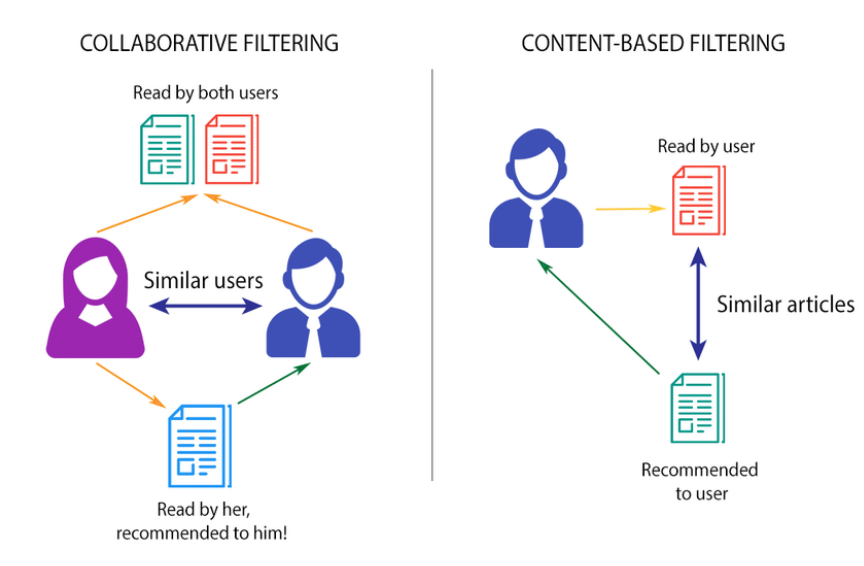 COLLABORATIVE FILTERING
Read by both users
Similar users
Read by her,
recommended to him!
CONTENT-BASED FILTERING
Read by user
Similar articles
Recommended
to user